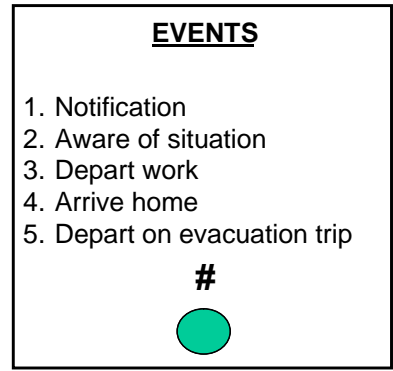 EVENTS
1. Notification
2. Aware of situation
3. Depart work
4. Arrive home
5. Depart on evacuation trip
#